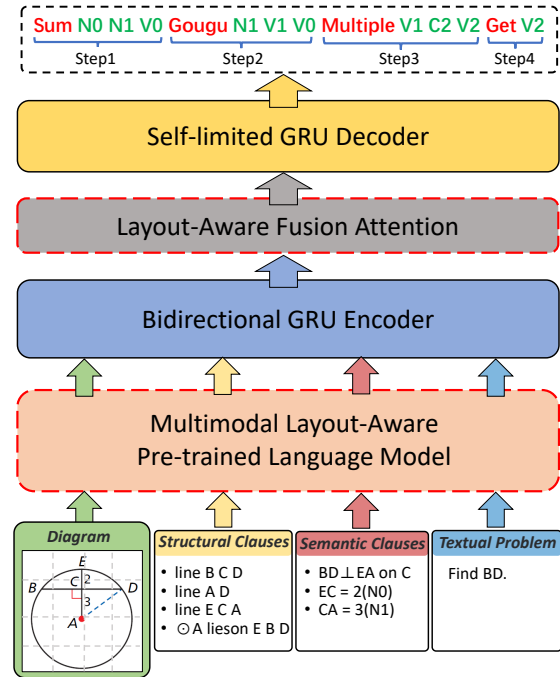 Sum N0 N1 V0 Gougu N1 V1 V0 Multiple V1 C2 V2 Get V2
Step1 Step2 Step3 Step4
Self-limited GRU Decoder
Layout-Aware Fusion Attention
Bidirectional GRU Encoder
Multimodal Layout-Aware
Pre-trained Language Model
Diagram
E
C 2
B D
3
A
Structural Clauses
• line B C D
• line A D
• line E C A
• ⊙A lieson E B D
Semantic Clauses
• BD⊥EA on C
• EC = 2(N0)
• CA = 3(N1)
Textual Problem
Find BD.